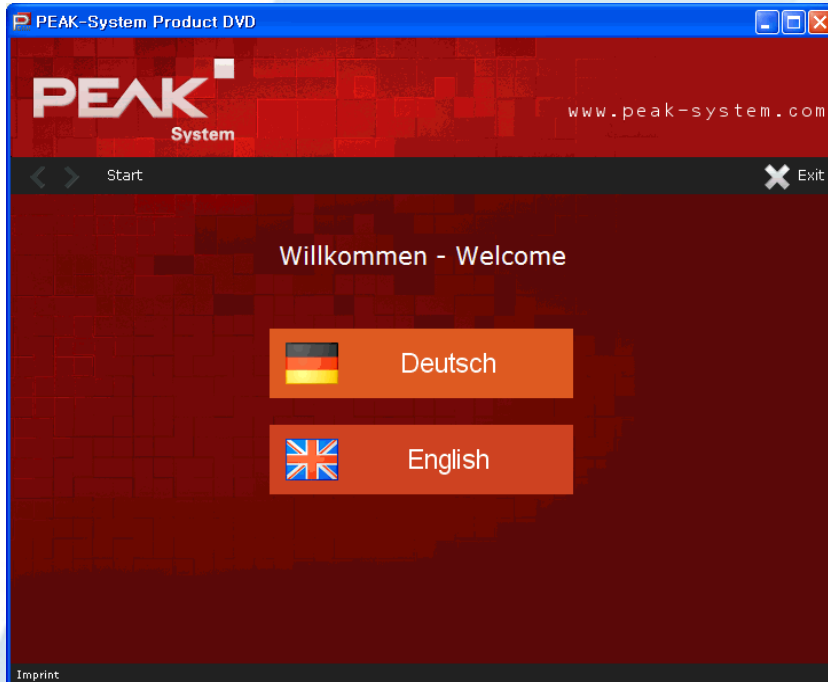 PEAK-System Product DVD
PEAK
System
www.peak-system.com
Start
Exit
Willkommen - Welcome
Deutsch
English
Imprint